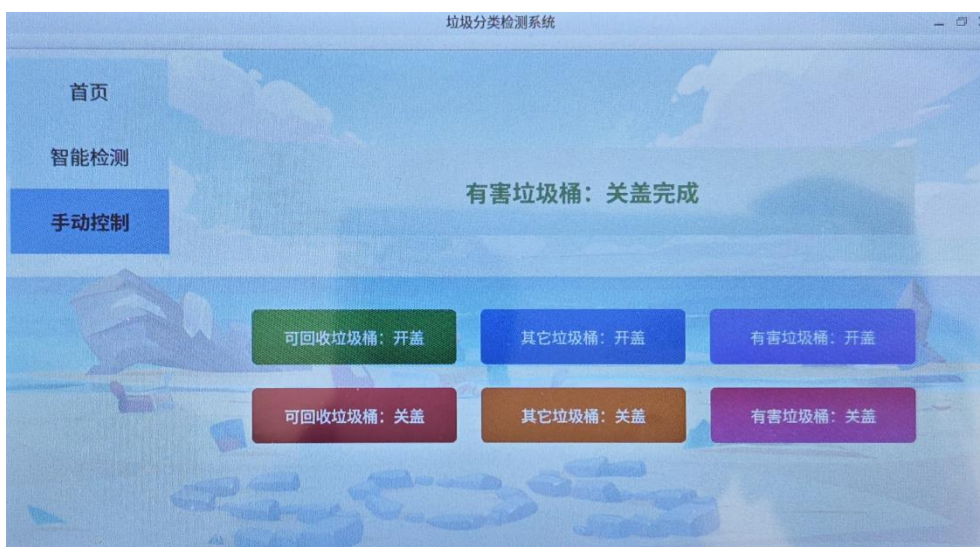 垃圾分类检测系统
首页
智能检测
手动控制
有害垃圾桶：关盖完成
可回收垃圾桶：开盖
其它垃圾桶：开盖
有害垃圾桶：开盖
可回收垃圾桶：关盖
其它垃圾桶：关盖
有害垃圾桶：关盖